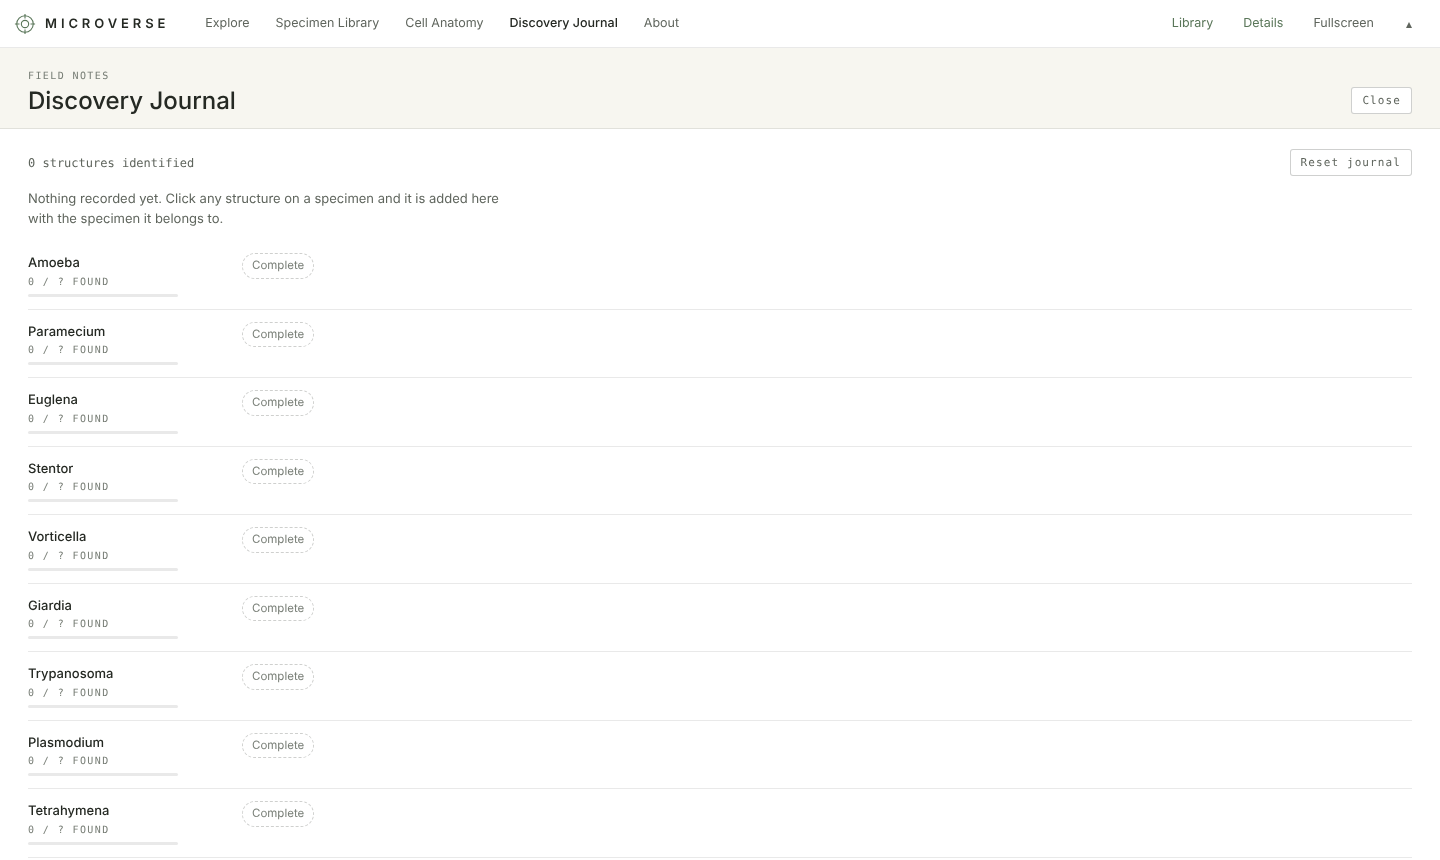 MICROVERSE
Explore
Specimen Library
Cell Anatomy
Discovery Journal
About
Library
Details
Fullscreen
▲
FIELD NOTES
Discovery Journal
Close
0 structures identified
Reset journal
Nothing recorded yet. Click any structure on a specimen and it is added here
with the specimen it belongs to.
Amoeba
Complete
0 / ? FOUND
Paramecium
Complete
0 / ? FOUND
Euglena
Complete
0 / ? FOUND
Stentor
Complete
0 / ? FOUND
Vorticella
Complete
0 / ? FOUND
Giardia
Complete
0 / ? FOUND
Trypanosoma
Complete
0 / ? FOUND
Plasmodium
Complete
0 / ? FOUND
Tetrahymena
Complete
0 / ? FOUND